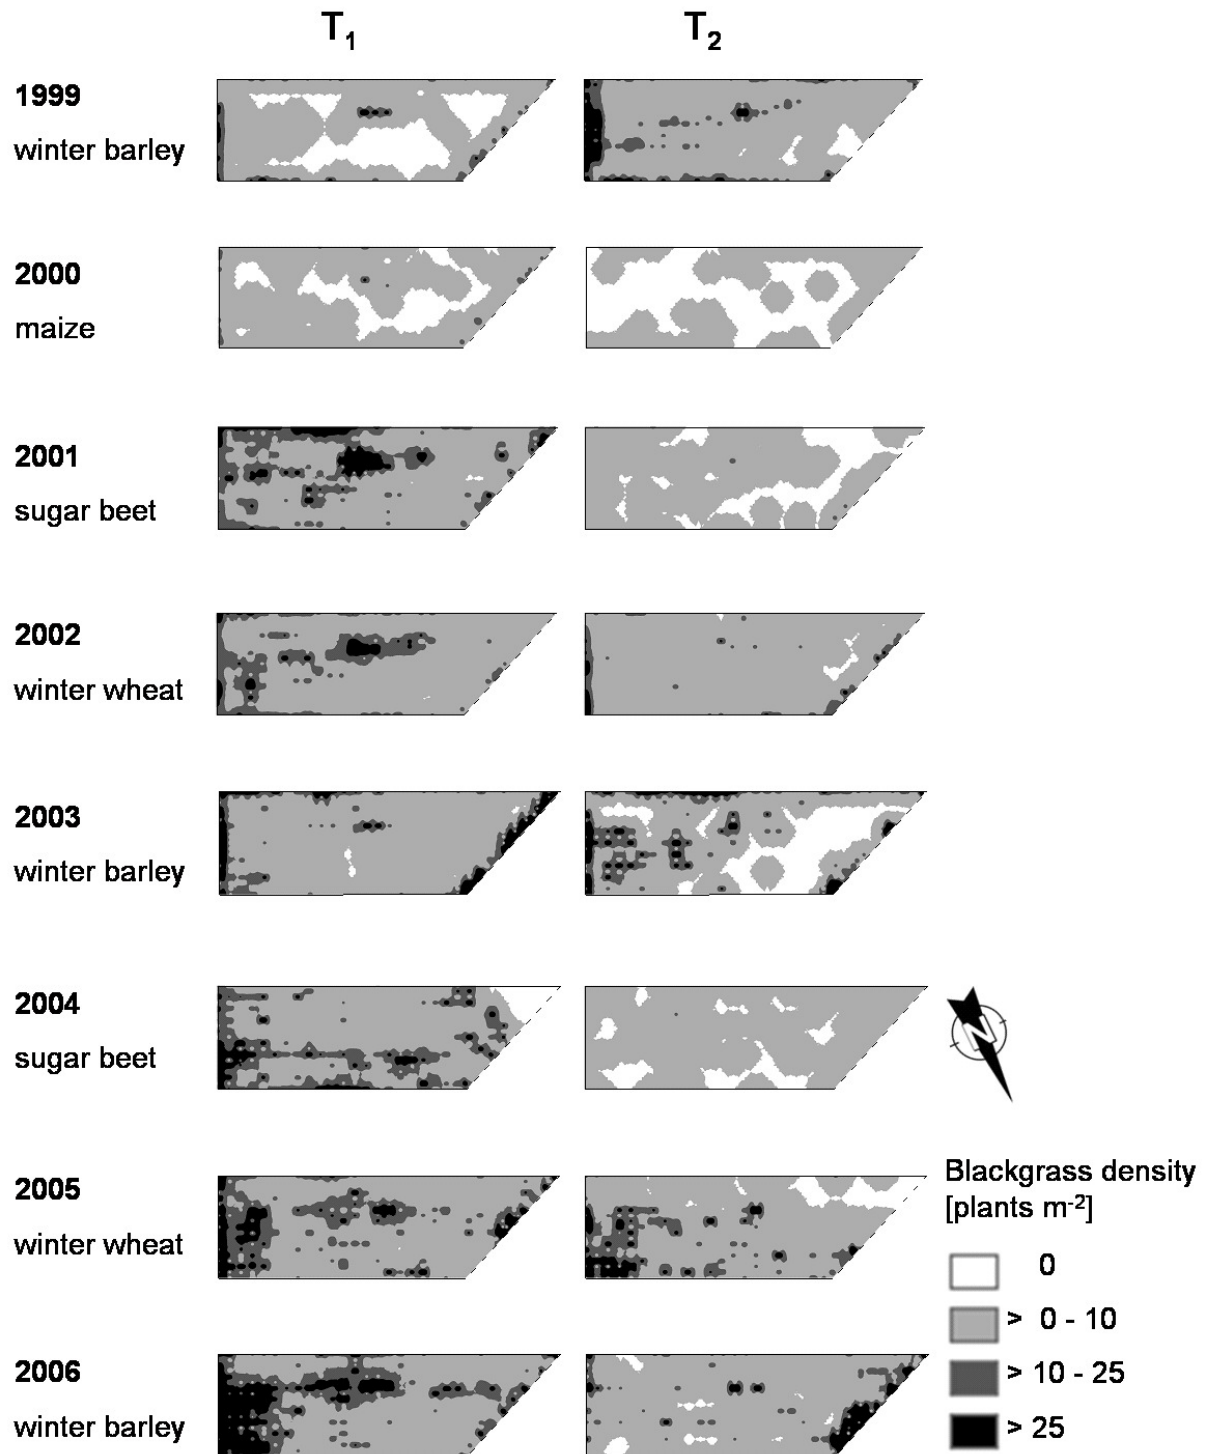 T1 T2
1999
winter barley
2000
maize
2001
sugar beet
2002
winter wheat
2003
winter barley
2004
sugar beet
2005
winter wheat
2006
winter barley
Blackgrass density
[plants m-2]
0
> 0 - 10
> 10 - 25
> 25